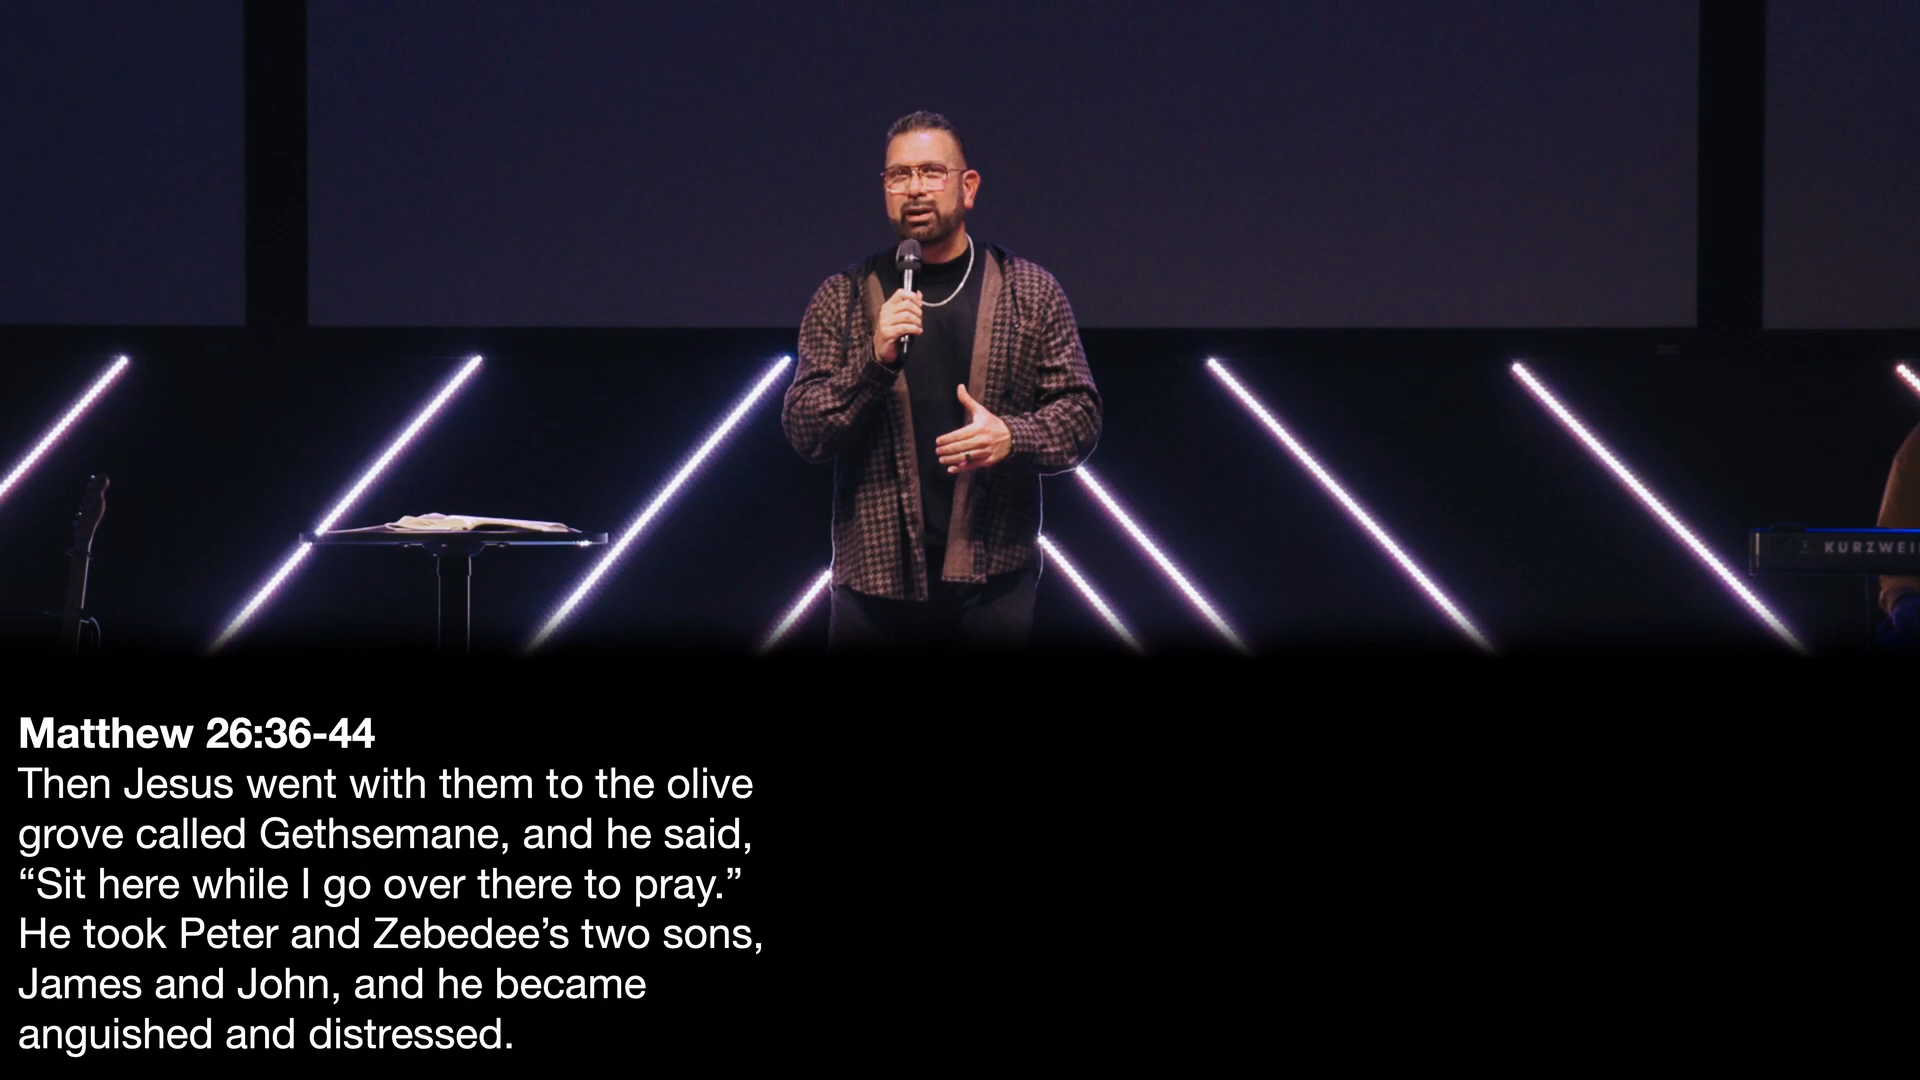 KURZWEI
Matthew 26:36-44
Then Jesus went with them to the olive
grove called Gethsemane, and he said,
“Sit here while I go over there to pray.”
He took Peter and Zebedee’s two sons,
James and John, and he became
anguished and distressed.